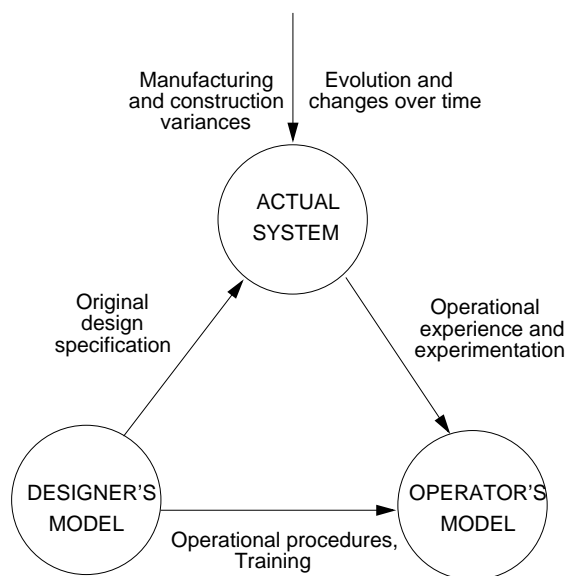 Manufacturing
and construction
variances
Evolution and
changes over time
ACTUAL
SYSTEM
Original
design
specification
Operational
experience and
experimentation
DESIGNER'S
MODEL
OPERATOR'S
MODEL
Operational procedures,
Training